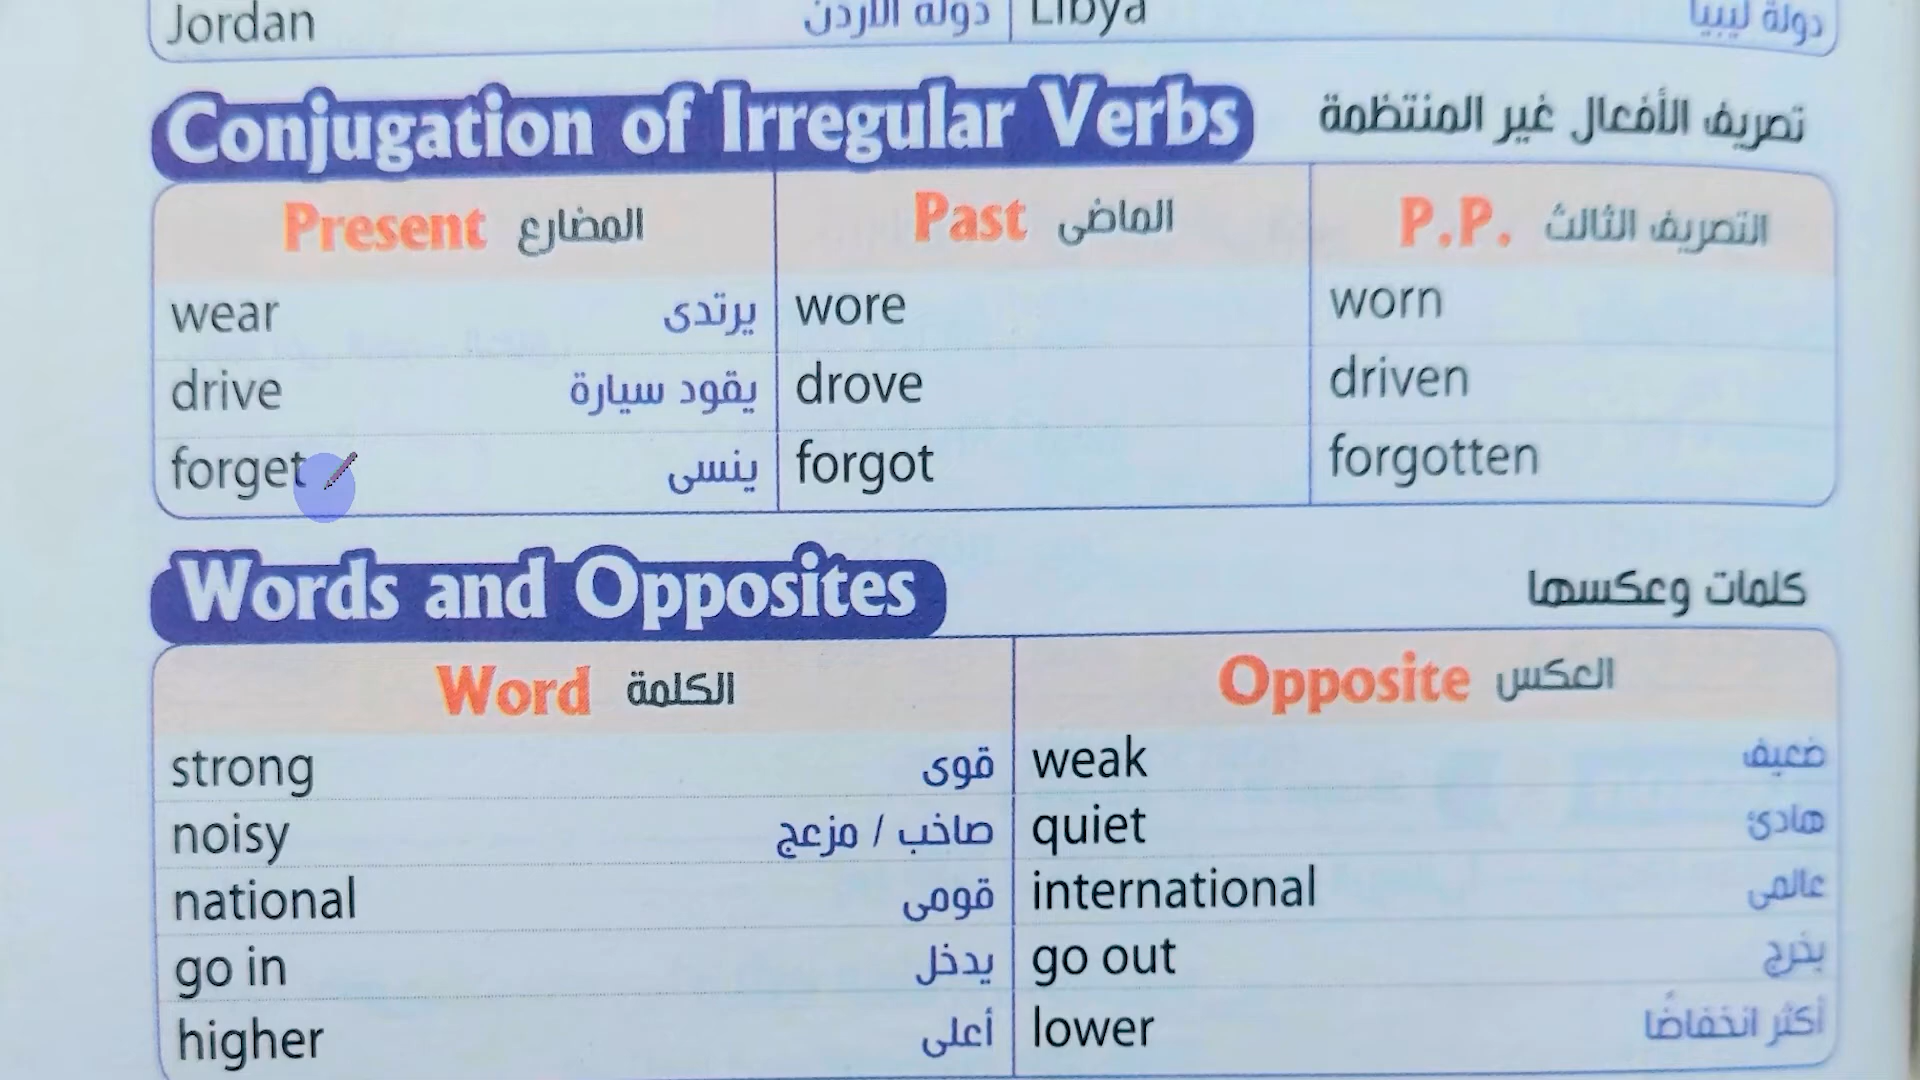 Jordan دولة الأردن Libya دولة ليبيا
Conjugation of Irregular Verbs تصريف الأفعال غير المنتظمة
Present المضارع Past الماضى P.P. التصريف الثالث
wear يرتدى wore worn
drive يقود سيارة drove driven
forget ينسى forgot forgotten
Words and Opposites كلمات وعكسها
Word الكلمة Opposite العكس
strong قوى weak ضعيف
noisy صاخب / مزعج quiet هادئ
national قومى international عالمى
go in يدخل go out يخرج
higher أعلى lower أكثر انخفاضًا